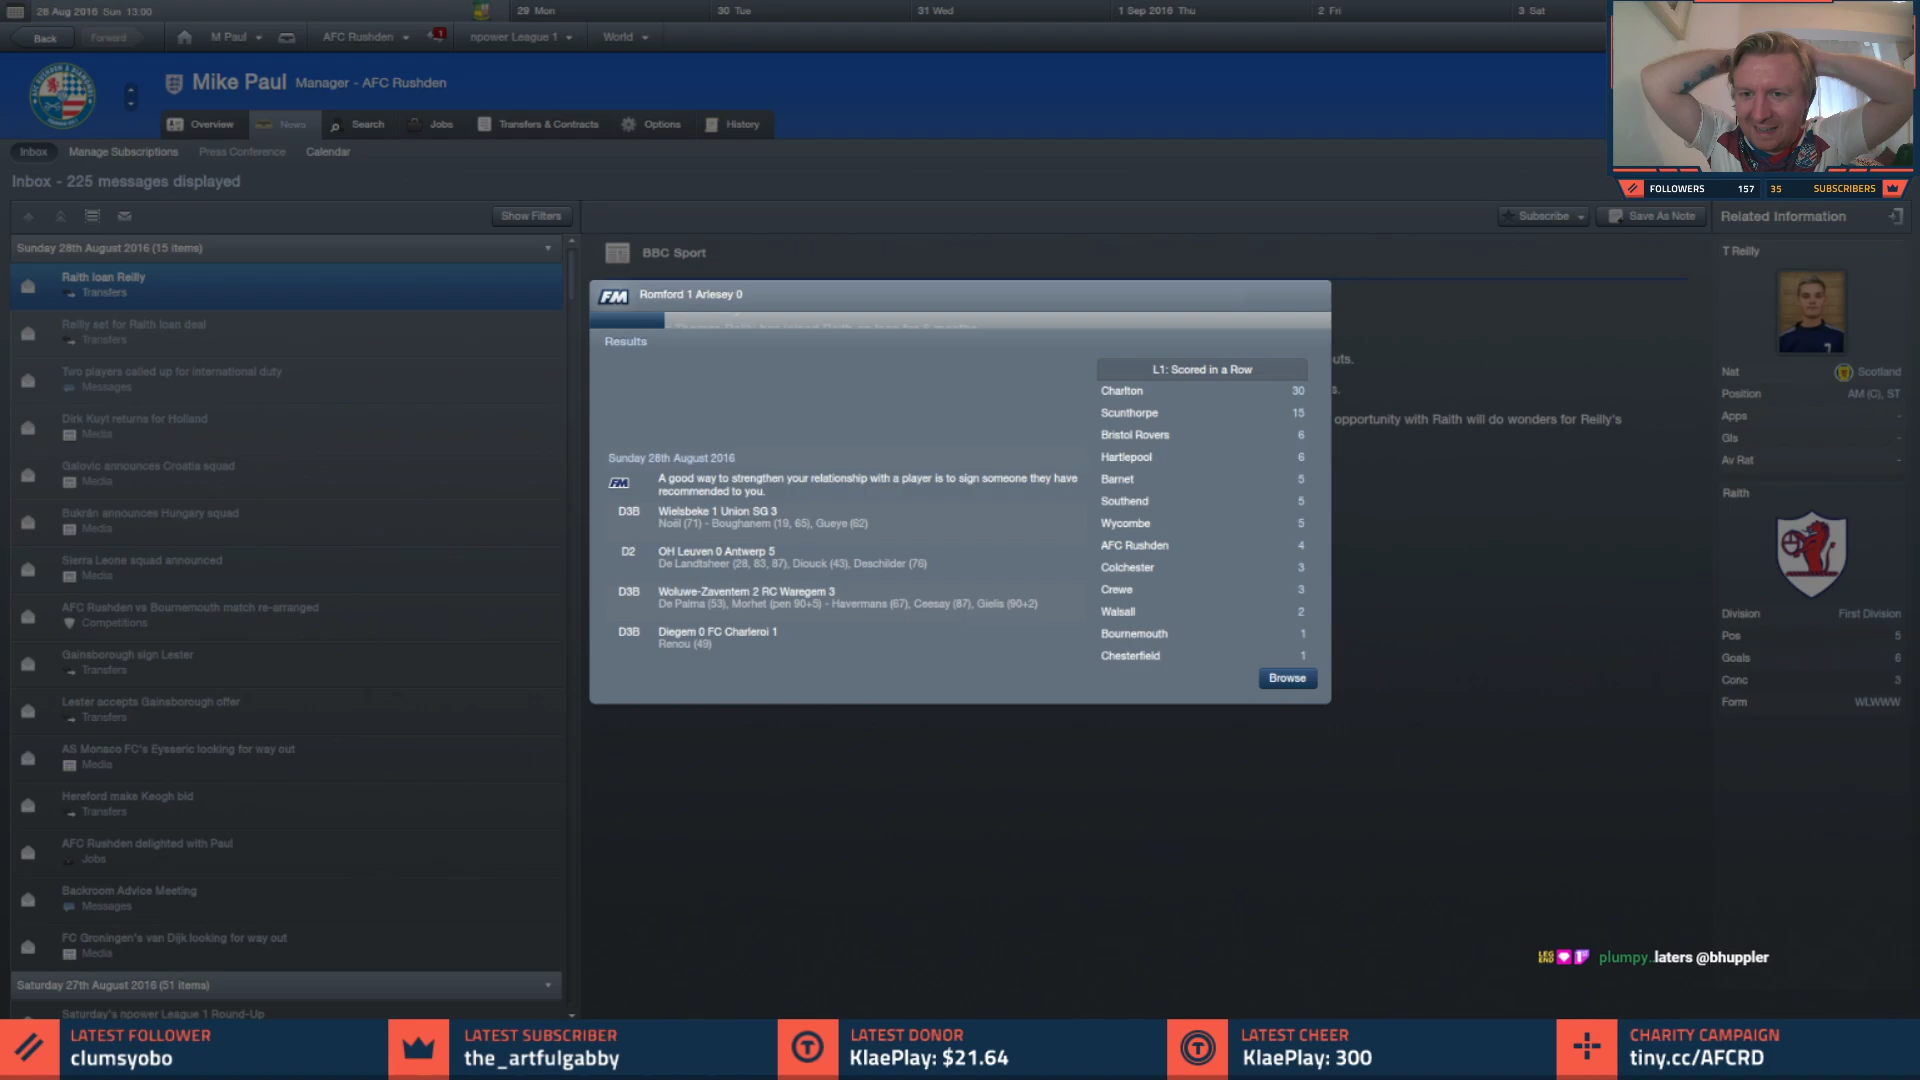 28 Aug 2016 Sun 13:00
29 Mon
30 Tue
31 Wed
1 Sep 2016 Thu
2 Fri
3 Sat
Back
Forward
M Paul
AFC Rushden
1
npower League 1
World
Mike Paul Manager - AFC Rushden
Overview
News
Search
Jobs
Transfers & Contracts
Options
History
Inbox
Manage Subscriptions
Press Conference
Calendar
FOLLOWERS 157
35 SUBSCRIBERS
Inbox - 225 messages displayed
Show Filters
Subscribe
Save As Note
Related Information
Sunday 28th August 2016 (15 items)
Raith loan Reilly
Transfers
Reilly set for Raith loan deal
Transfers
Two players called up for international duty
Messages
Dirk Kuyt returns for Holland
Media
Galovic announces Croatia squad
Media
Bukrán announces Hungary squad
Media
Sierra Leone squad announced
Media
AFC Rushden vs Bournemouth match re-arranged
Competitions
Gainsborough sign Lester
Transfers
Lester accepts Gainsborough offer
Transfers
AS Monaco FC's Eysseric looking for way out
Media
Hereford make Keogh bid
Transfers
AFC Rushden delighted with Paul
Jobs
Backroom Advice Meeting
Messages
FC Groningen's van Dijk looking for way out
Media
Saturday 27th August 2016 (51 items)
Saturday's npower League 1 Round-Up
BBC Sport
FM Romford 1 Arlesey 0
Results
Sunday 28th August 2016
FM A good way to strengthen your relationship with a player is to sign someone they have
recommended to you.
D3B Wielsbeke 1 Union SG 3
Noël (71) - Boughanem (19, 65), Gueye (62)
D2 OH Leuven 0 Antwerp 5
De Landtsheer (28, 83, 87), Diouck (43), Deschilder (76)
D3B Woluwe-Zaventem 2 RC Waregem 3
De Palma (53), Morhet (pen 90+5) - Havermans (67), Ceesay (87), Gielis (90+2)
D3B Diegem 0 FC Charleroi 1
Renou (49)
L1: Scored in a Row
Charlton 30
Scunthorpe 15
Bristol Rovers 6
Hartlepool 6
Barnet 5
Southend 5
Wycombe 5
AFC Rushden 4
Colchester 3
Crewe 3
Walsall 2
Bournemouth 1
Chesterfield 1
Browse
uts.
s.
opportunity with Raith will do wonders for Reilly's
T Reilly
Nat Scotland
Position AM (C), ST
Apps -
Gls -
Av Rat -
Raith
Division First Division
Pos 5
Goals 6
Conc 3
Form WLWWW
LEGEND plumpy..laters @bhuppler
LATEST FOLLOWER
clumsyobo
LATEST SUBSCRIBER
the_artfulgabby
LATEST DONOR
KlaePlay: $21.64
LATEST CHEER
KlaePlay: 300
CHARITY CAMPAIGN
tiny.cc/AFCRD